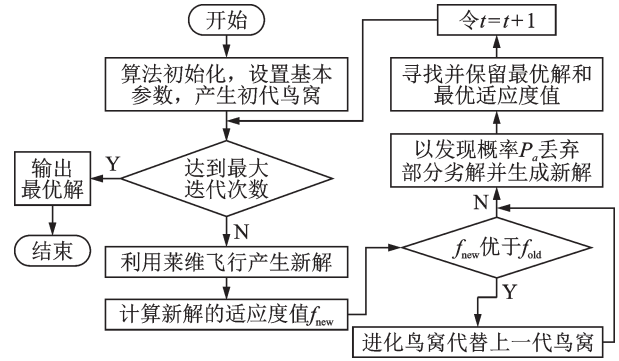 开始
算法初始化，设置基本
参数，产生初代鸟窝
达到最大
迭代次数
Y
输出
最优解
结束
N
利用莱维飞行产生新解
计算新解的适应度值fnew
fnew优于fold
Y
进化鸟窝代替上一代鸟窝
N
以发现概率Pa丢弃
部分劣解并生成新解
寻找并保留最优解和
最优适应度值
令t=t+1